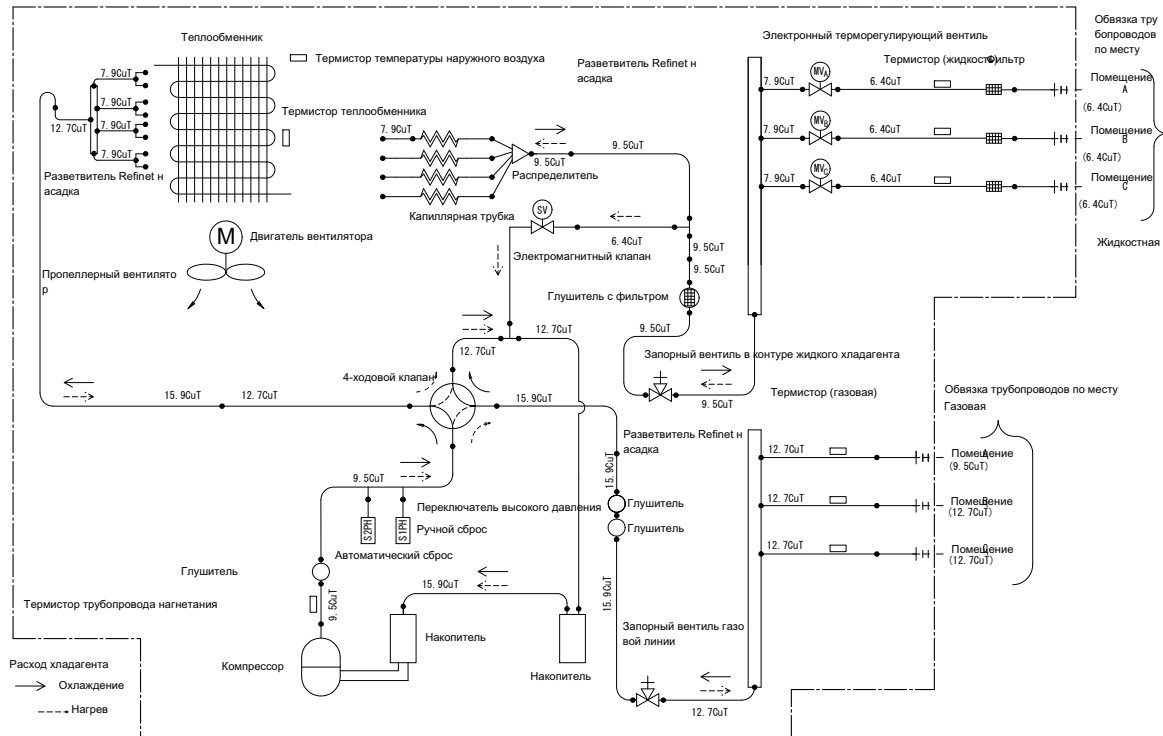 Теплообменник
Термистор температуры наружного воздуха
7.9CuT
7.9CuT
7.9CuT
7.9CuT
12.7CuT
Разветвитель Refinet н
асадка
Термистор теплообменника
7.9CuT
Капиллярная трубка
Распределитель
9.5CuT
9.5CuT
Разветвитель Refinet н
асадка
Электронный терморегулирующий вентиль
Термистор (жидкость)
Фильтр
Обвязка тру
бопроводов
по месту
7.9CuT
MVA
6.4CuT
Помещение
A
(6.4CuT)
7.9CuT
MVB
6.4CuT
Помещение
B
(6.4CuT)
7.9CuT
MVC
6.4CuT
Помещение
C
(6.4CuT)
Жидкостная
M
Двигатель вентилятора
Пропеллерный вентилято
р
SV
6.4CuT
Электромагнитный клапан
9.5CuT
9.5CuT
Глушитель с фильтром
9.5CuT
Запорный вентиль в контуре жидкого хладагента
9.5CuT
12.7CuT
12.7CuT
4-ходовой клапан
15.9CuT
12.7CuT
15.9CuT
Термистор (газовая)
Обвязка трубопроводов по месту
Газовая
Разветвитель Refinet н
асадка
15.9CuT
Глушитель
Глушитель
15.9CuT
12.7CuT
Помещение
A
(9.5CuT)
12.7CuT
Помещение
B
(12.7CuT)
12.7CuT
Помещение
C
(12.7CuT)
9.5CuT
S2PH
S1PH
Переключатель высокого давления
Ручной сброс
Автоматический сброс
Глушитель
Термистор трубопровода нагнетания
9.5CuT
15.9CuT
Компрессор
Накопитель
Накопитель
Запорный вентиль газо
вой линии
12.7CuT
Расход хладагента
Охлаждение
Нагрев